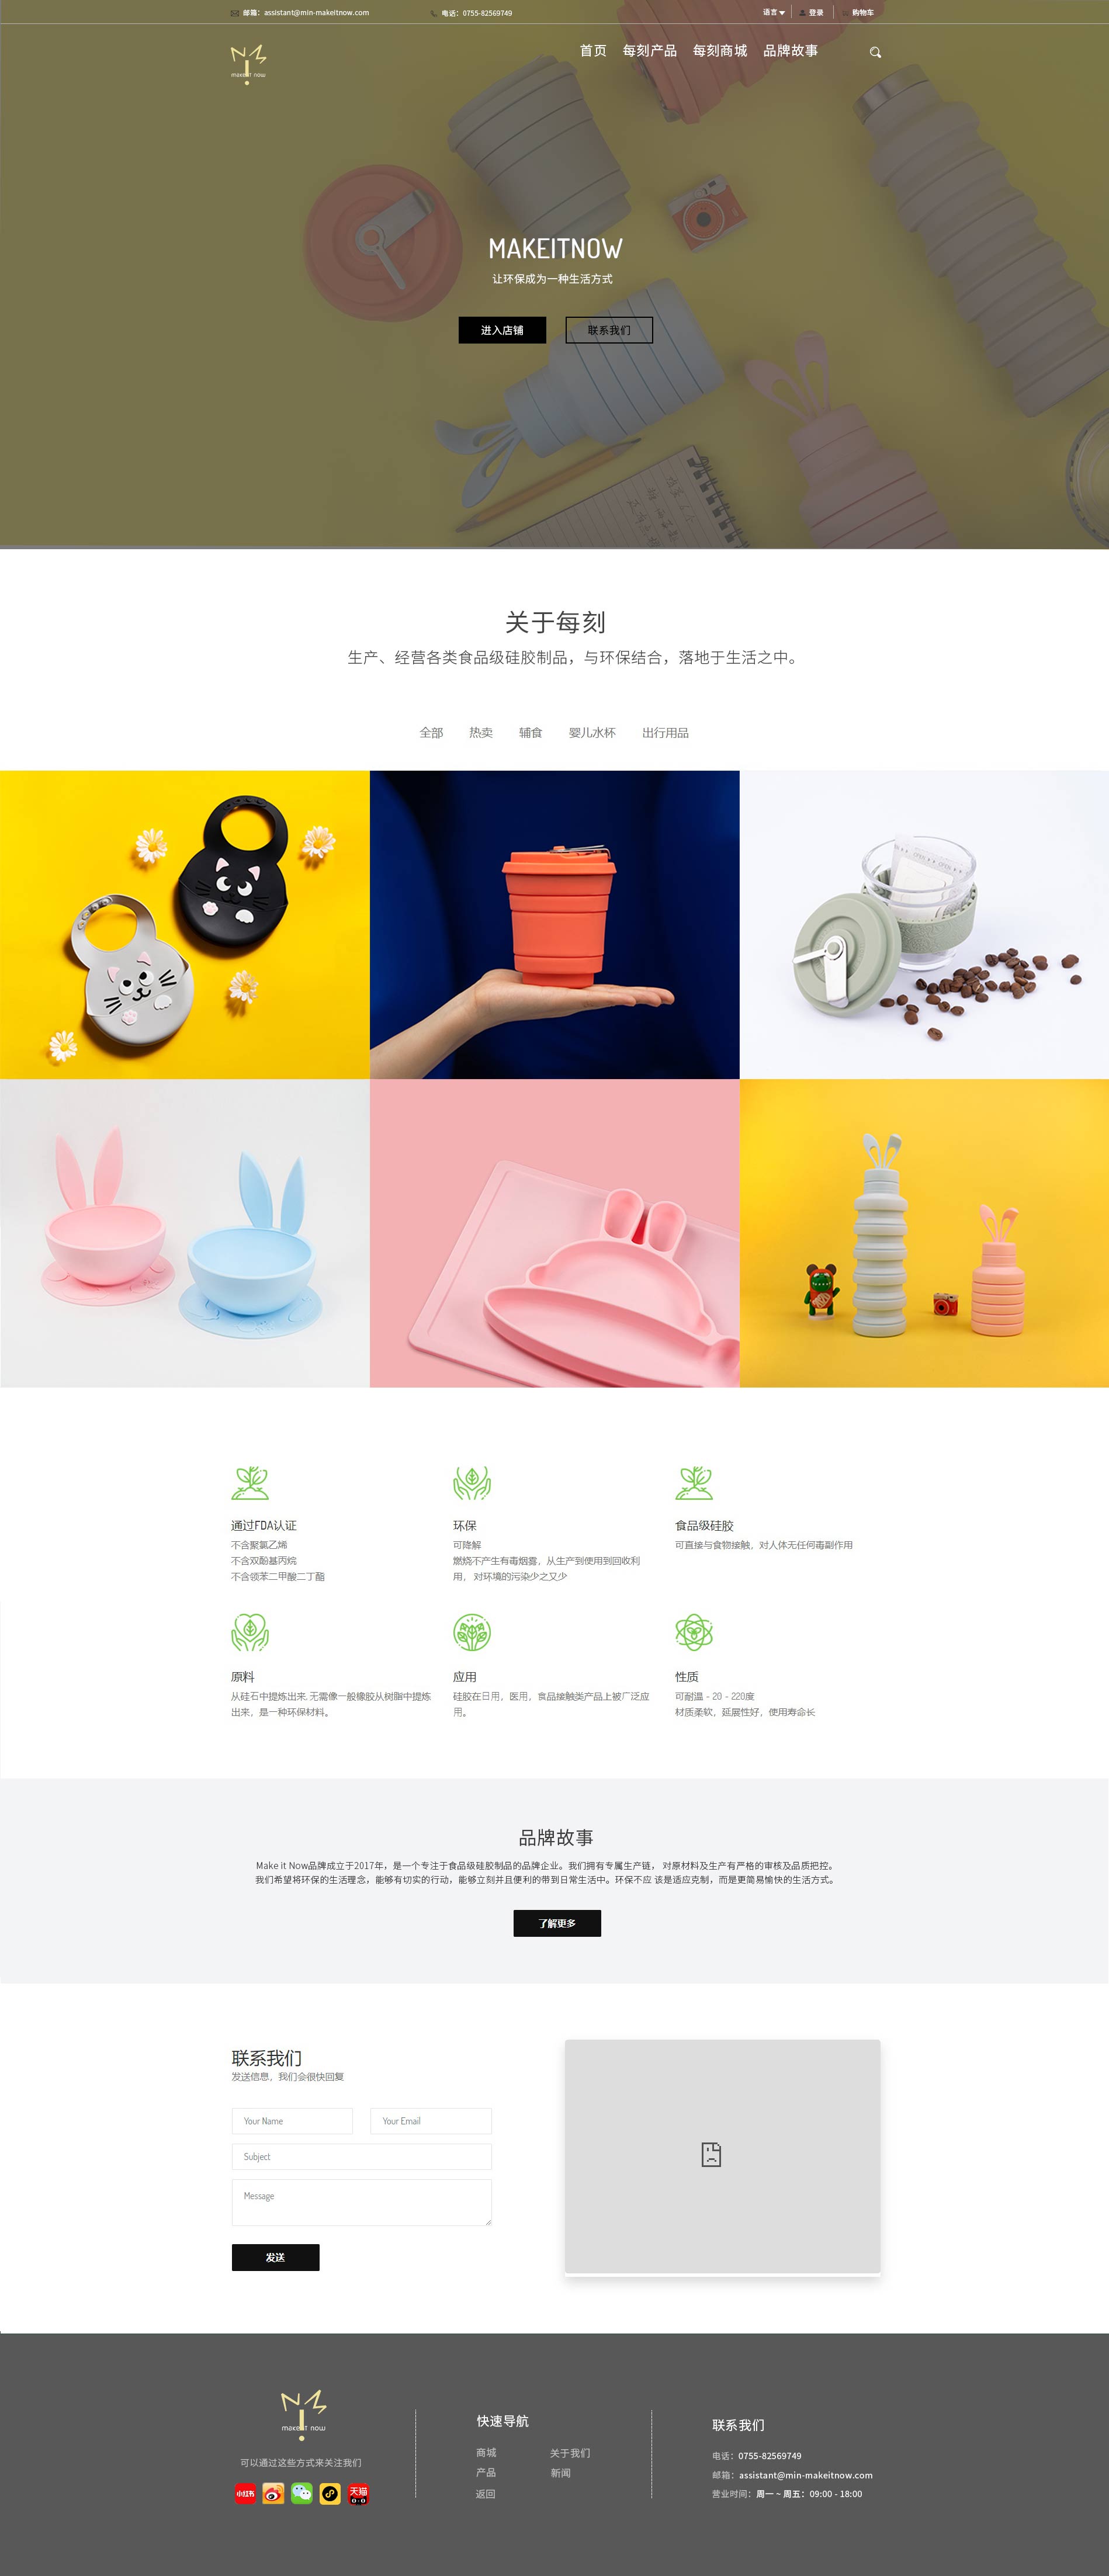 邮箱：assistant@min-makeitnow.com
电话：0755-82569749
语言
登录
购物车
make it now
首页 每刻产品 每刻商城 品牌故事
MAKEITNOW
让环保成为一种生活方式
进入店铺
联系我们
关于每刻
生产、经营各类食品级硅胶制品，与环保结合，落地于生活之中。
全部 热卖 辅食 婴儿水杯 出行用品
OPEN
OPEN
通过FDA认证
不含聚氯乙烯
不含双酚基丙烷
不含领苯二甲酸二丁酯
环保
可降解
燃烧不产生有毒烟雾，从生产到使用到回收利
用， 对环境的污染少之又少
食品级硅胶
可直接与食物接触，对人体无任何毒副作用
原料
从硅石中提炼出来, 无需像一般橡胶从树脂中提炼
出来，是一种环保材料。
应用
硅胶在日用，医用，食品接触类产品上被广泛应
用。
性质
可耐温 - 20 - 220度
材质柔软，延展性好，使用寿命长
品牌故事
Make it Now品牌成立于2017年，是一个专注于食品级硅胶制品的品牌企业。我们拥有专属生产链， 对原材料及生产有严格的审核及品质把控。
我们希望将环保的生活理念，能够有切实的行动，能够立刻并且便利的带到日常生活中。环保不应 该是适应克制，而是更简易愉快的生活方式。
了解更多
联系我们
发送信息，我们会很快回复
Your Name
Your Email
Subject
Message
发送
make it now
可以通过这些方式来关注我们
小红书
天猫
快速导航
商城
关于我们
产品
新闻
返回
联系我们
电话：0755-82569749
邮箱：assistant@min-makeitnow.com
营业时间：周一 ~ 周五：09:00 - 18:00